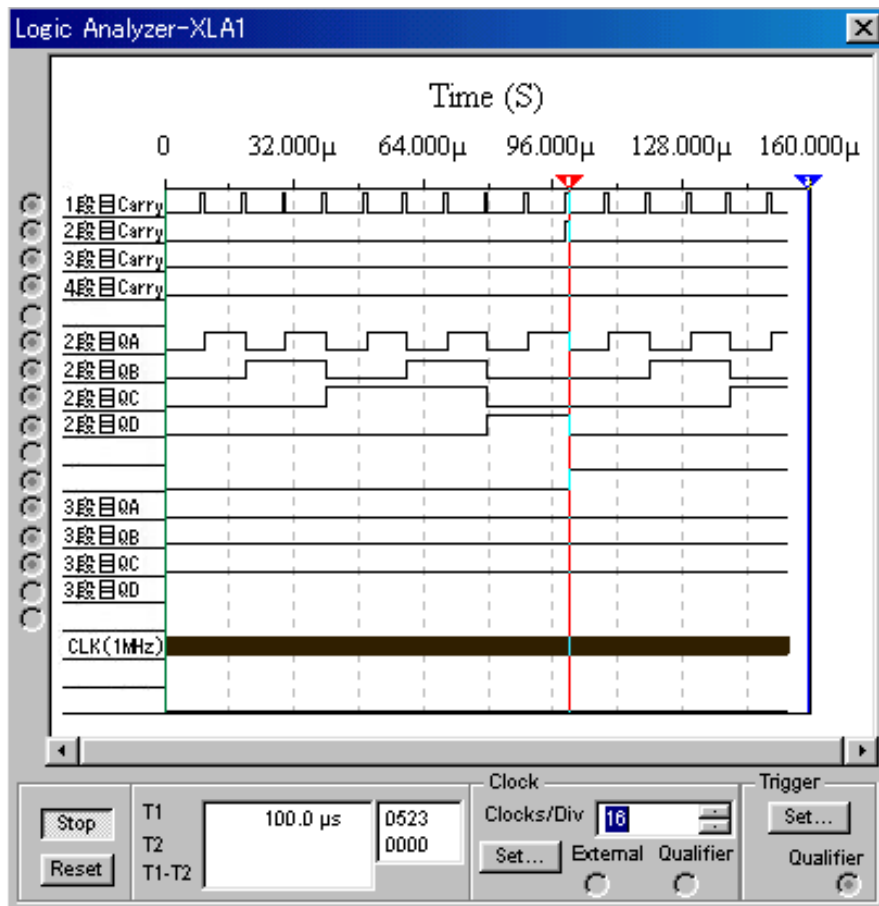 Logic Analyzer-XLA1
Time (S)
0 32.000μ 64.000μ 96.000μ 128.000μ 160.000μ
1
2
1段目Carry
2段目Carry
3段目Carry
4段目Carry
2段目QA
2段目QB
2段目QC
2段目QD
3段目QA
3段目QB
3段目QC
3段目QD
CLK(1MHz)
Stop
Reset
T1 100.0 μs 0523
T2 0000
T1-T2
Clock
Clocks/Div 16
Set... External Qualifier
Trigger
Set...
Qualifier